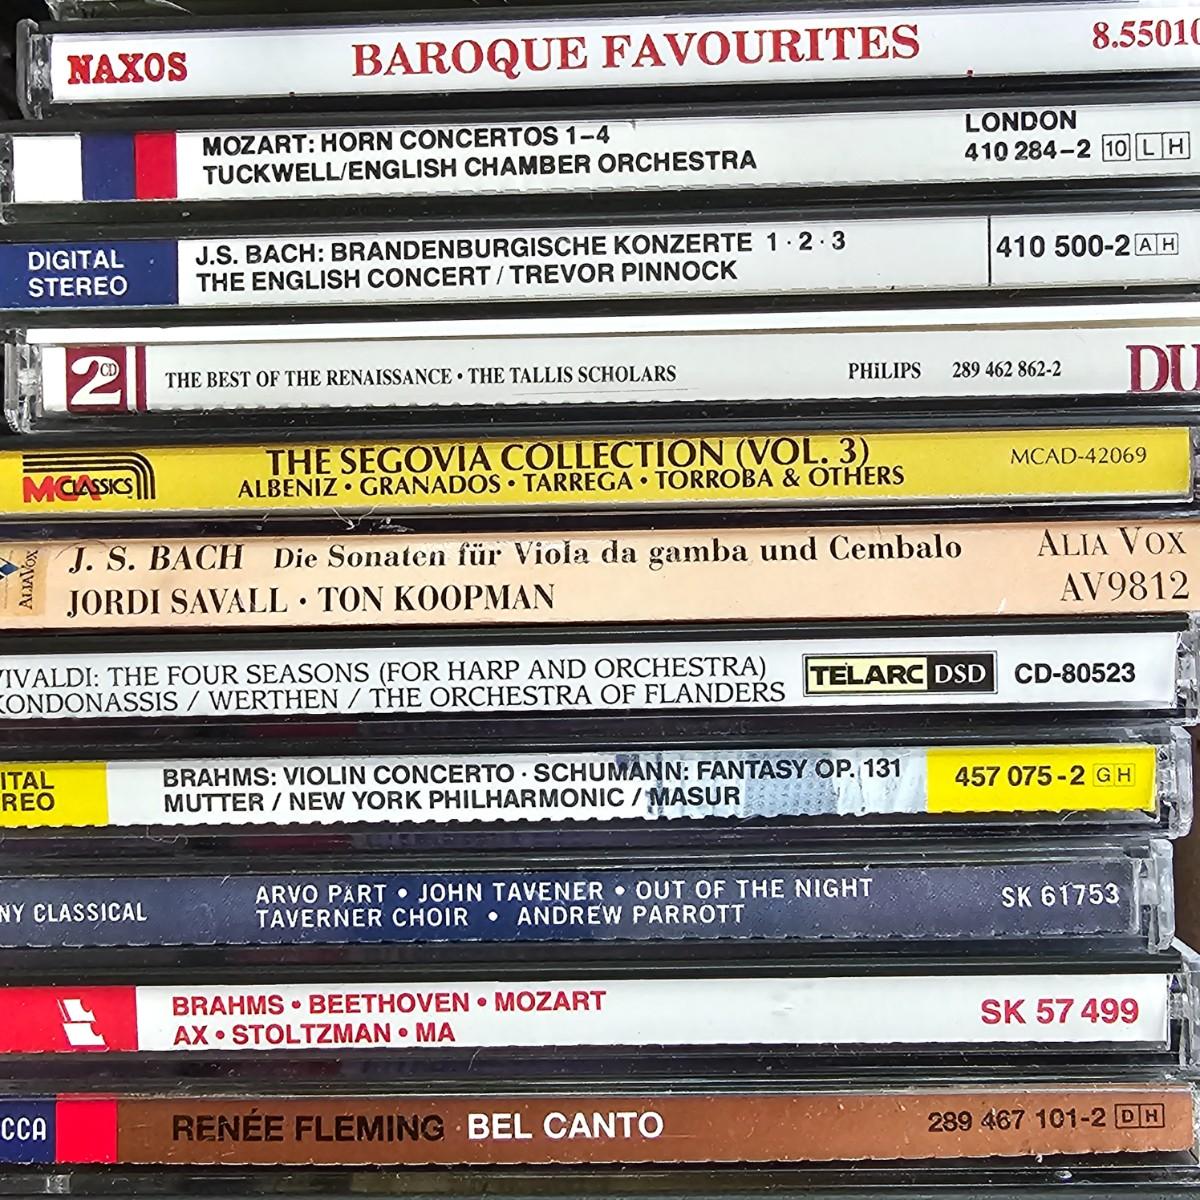 NAXOS BAROQUE FAVOURITES 8.55010
MOZART: HORN CONCERTOS 1–4
TUCKWELL/ENGLISH CHAMBER ORCHESTRA
LONDON
410 284–2 10 L H
DIGITAL
STEREO
J.S. BACH: BRANDENBURGISCHE KONZERTE 1 · 2 · 3
THE ENGLISH CONCERT / TREVOR PINNOCK
410 500-2 A H
2 CD THE BEST OF THE RENAISSANCE • THE TALLIS SCHOLARS PHILIPS 289 462 862-2 DU
MCA CLASSICS
THE SEGOVIA COLLECTION (VOL. 3)
ALBENIZ • GRANADOS • TARREGA • TORROBA & OTHERS
MCAD-42069
ALIAVOX
J. S. BACH Die Sonaten für Viola da gamba und Cembalo
JORDI SAVALL · TON KOOPMAN
ALIA VOX
AV9812
VIVALDI: THE FOUR SEASONS (FOR HARP AND ORCHESTRA)
KONDONASSIS / WERTHEN / THE ORCHESTRA OF FLANDERS
TELARC DSD CD-80523
ITAL
REO
BRAHMS: VIOLIN CONCERTO · SCHUMANN: FANTASY OP. 131
MUTTER / NEW YORK PHILHARMONIC / MASUR
457 075-2 G H
NY CLASSICAL
ARVO PÄRT • JOHN TAVENER • OUT OF THE NIGHT
TAVERNER CHOIR • ANDREW PARROTT
SK 61753
BRAHMS • BEETHOVEN • MOZART
AX • STOLTZMAN • MA
SK 57 499
CCA RENÉE FLEMING BEL CANTO 289 467 101-2 D H